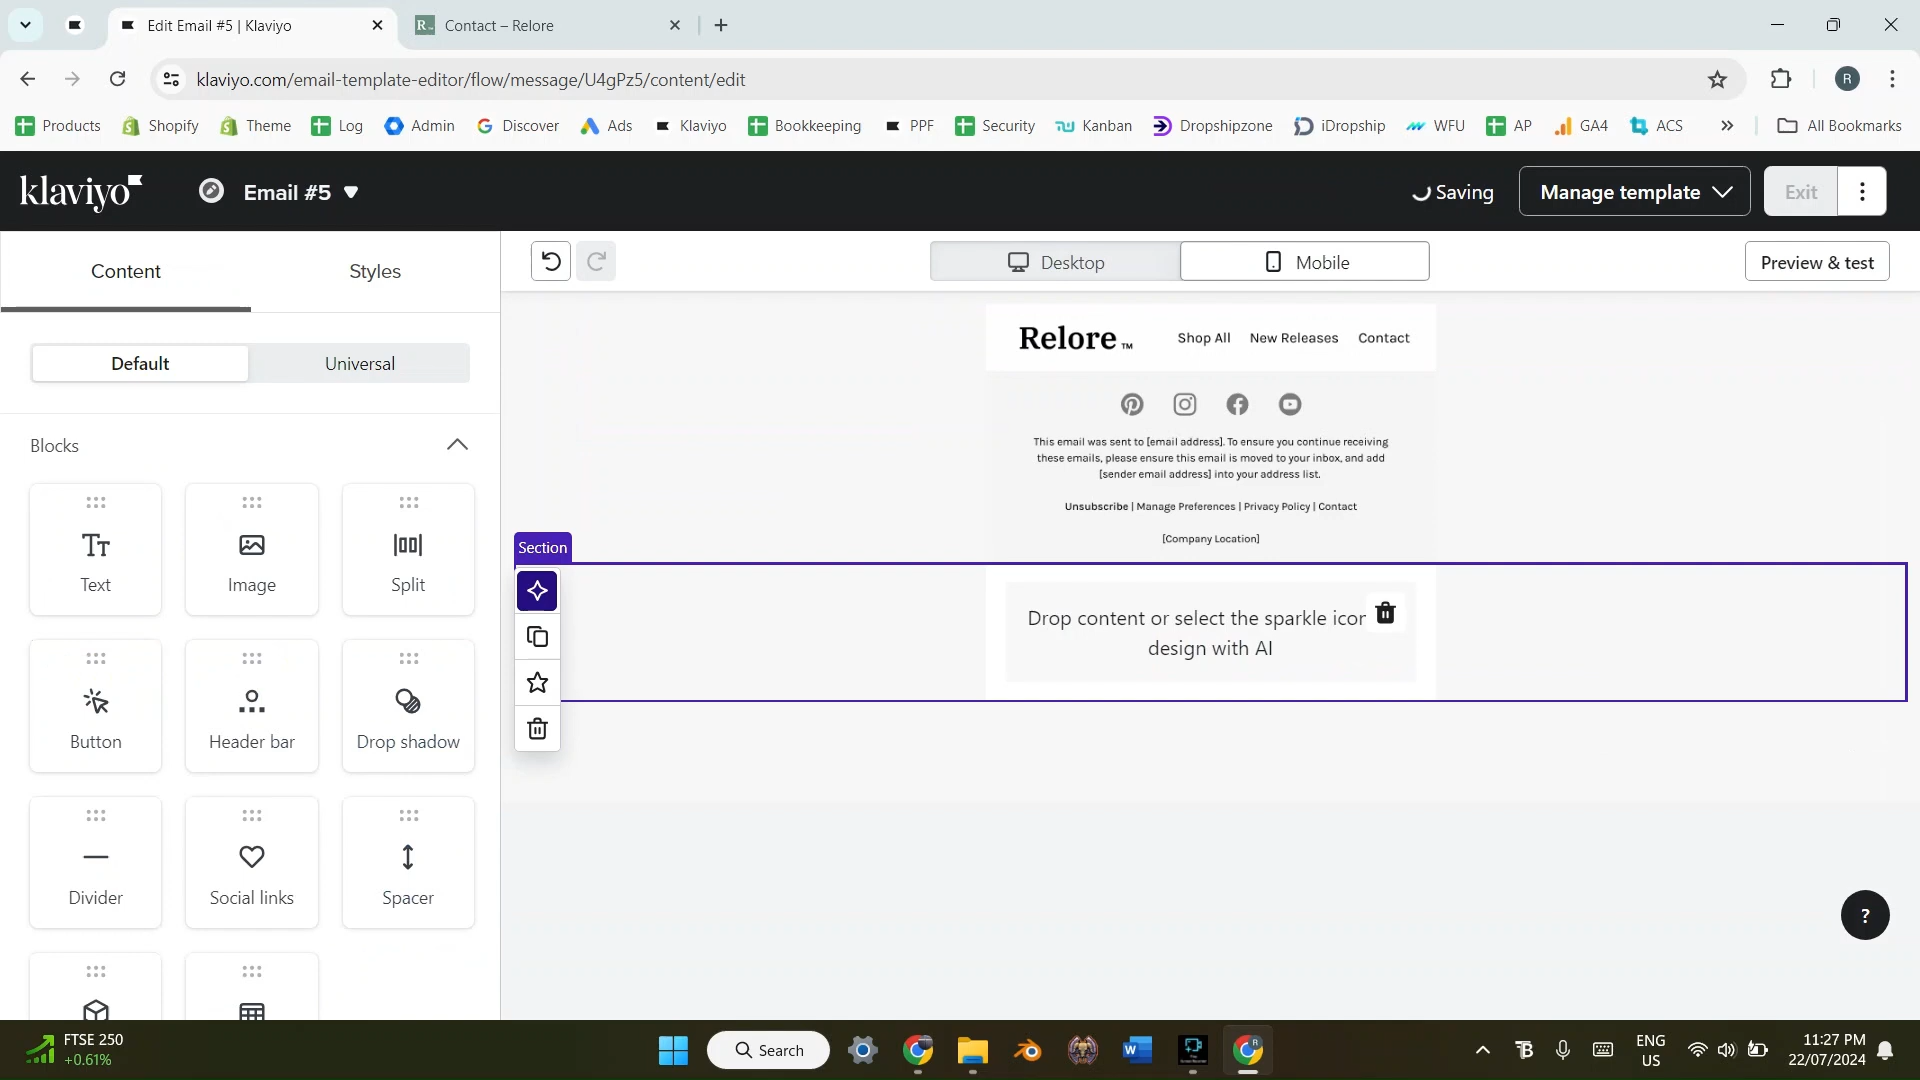 Edit Email #5 | Klaviyo
R
Contact – Relore
klaviyo.com/email-template-editor/flow/message/U4gPz5/content/edit
R
Products
Shopify
Theme
Log
Admin
Discover
Ads
Klaviyo
Bookkeeping
PPF
Security
Kanban
Dropshipzone
iDropship
WFU
AP
GA4
ACS
All Bookmarks
klaviyo
Email #5
Saving
Manage template
Exit
Content
Styles
Desktop
Mobile
Preview & test
Default
Universal
Relore ™
Shop All
New Releases
Contact
Blocks
This email was sent to [email address]. To ensure you continue receiving
these emails, please ensure this email is moved to your inbox, and add
[sender email address] into your address list.
Unsubscribe | Manage Preferences | Privacy Policy | Contact
[Company Location]
Text
Image
Split
Section
Drop content or select the sparkle icon
design with AI
Button
Header bar
Drop shadow
Divider
Social links
Spacer
?
FTSE 250
+0.61%
Search
ENG
US
11:27 PM
22/07/2024